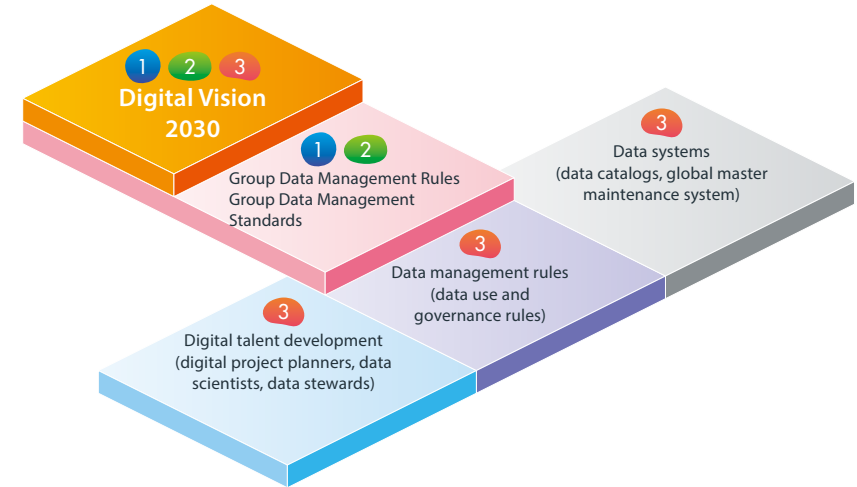 1 2 3
Digital Vision
2030
1 2
Group Data Management Rules
Group Data Management
Standards
3
Data systems
(data catalogs, global master
maintenance system)
3
Data management rules
(data use and
governance rules)
3
Digital talent development
(digital project planners, data
scientists, data stewards)